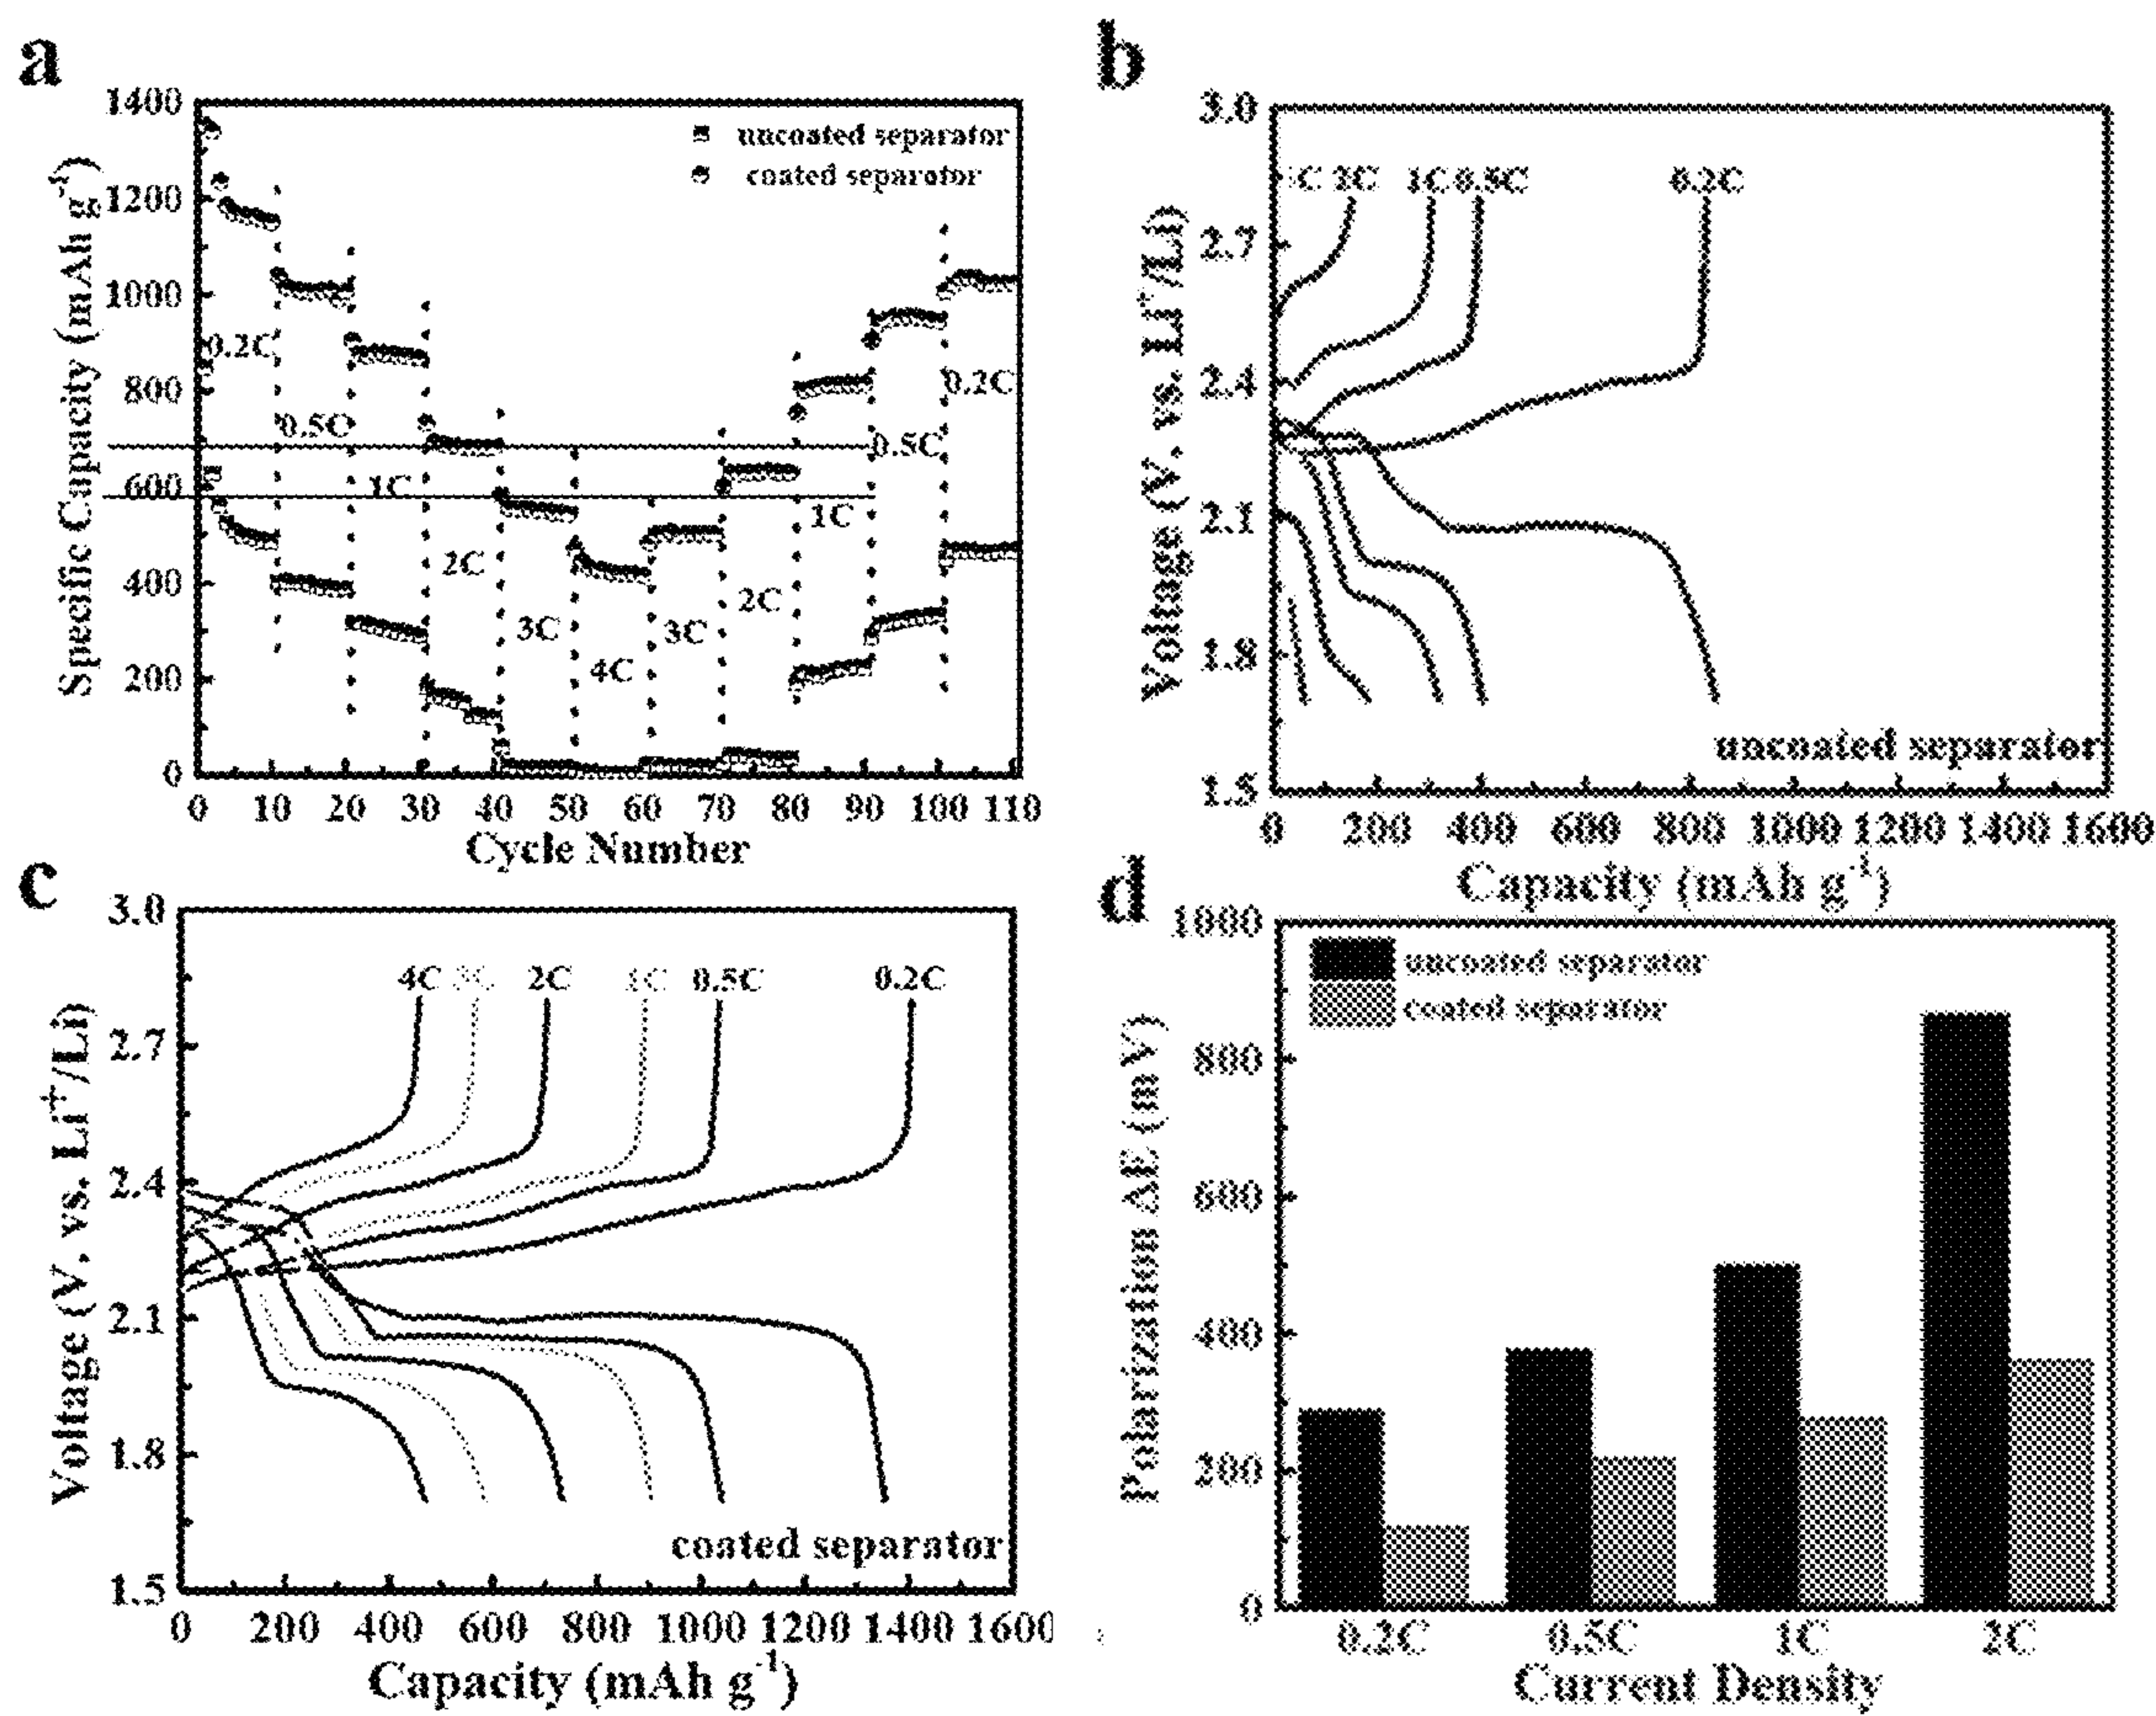 a
1400
1200
1000
800
600
400
200
0
Specific Capacity (mAh g⁻¹)
uncoated separator
coated separator
0.2C
0.5C
1C
2C
3C
4C
3C
2C
1C
0.5C
0.2C
0 10 20 30 40 50 60 70 80 90 100 110
Cycle Number
b
3.0
2.7
2.4
2.1
1.8
1.5
Voltage (V. vs. Li⁺/Li)
2C 1C 0.5C 0.2C
uncoated separator
0 200 400 600 800 1000 1200 1400 1600
Capacity (mAh g⁻¹)
c
3.0
2.7
2.4
2.1
1.8
1.5
Voltage (V. vs. Li⁺/Li)
4C 3C 2C 1C 0.5C 0.2C
coated separator
0 200 400 600 800 1000 1200 1400 1600
Capacity (mAh g⁻¹)
d
1000
800
600
400
200
0
Polarization ΔE (mV)
uncoated separator
coated separator
0.2C 0.5C 1C 2C
Current Density